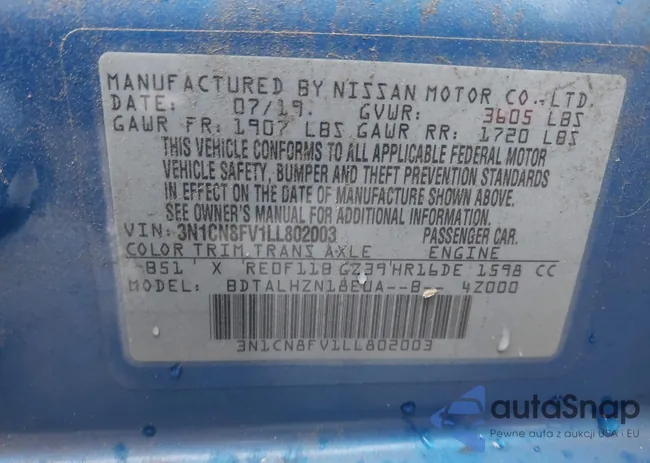 MANUFACTURED BY NISSAN MOTOR CO.,LTD.
DATE: 07/19. GVWR: 3605 LBS
GAWR FR: 1907 LBS GAWR RR: 1720 LBS
THIS VEHICLE CONFORMS TO ALL APPLICABLE FEDERAL MOTOR
VEHICLE SAFETY, BUMPER AND THEFT PREVENTION STANDARDS
IN EFFECT ON THE DATE OF MANUFACTURE SHOWN ABOVE.
SEE OWNER'S MANUAL FOR ADDITIONAL INFORMATION.
VIN: 3N1CN8FV1LL802003 PASSENGER CAR.
COLOR TRIM TRANS AXLE ENGINE
B51 X RE0F11B GZ39 HR16DE 1598 CC
MODEL: BDTALHZN18EUA--B-- 4Z000
3N1CN8FV1LL802003
autoSnap
Pewne auta z aukcji USA i EU